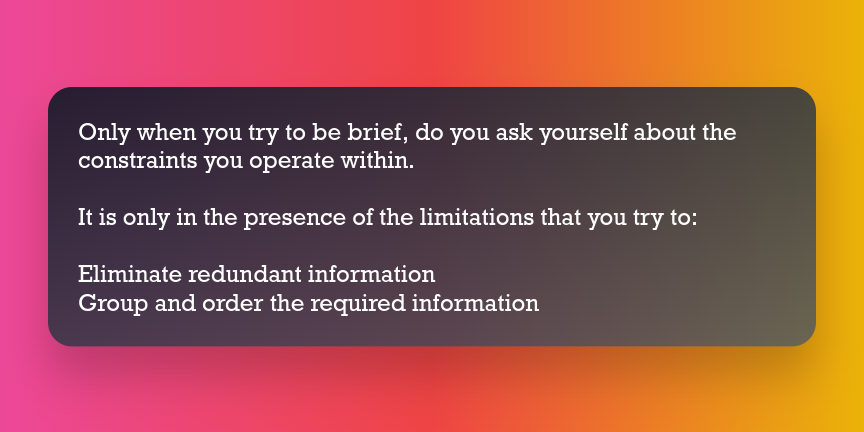 Only when you try to be brief, do you ask yourself about the
constraints you operate within.
It is only in the presence of the limitations that you try to:
Eliminate redundant information
Group and order the required information